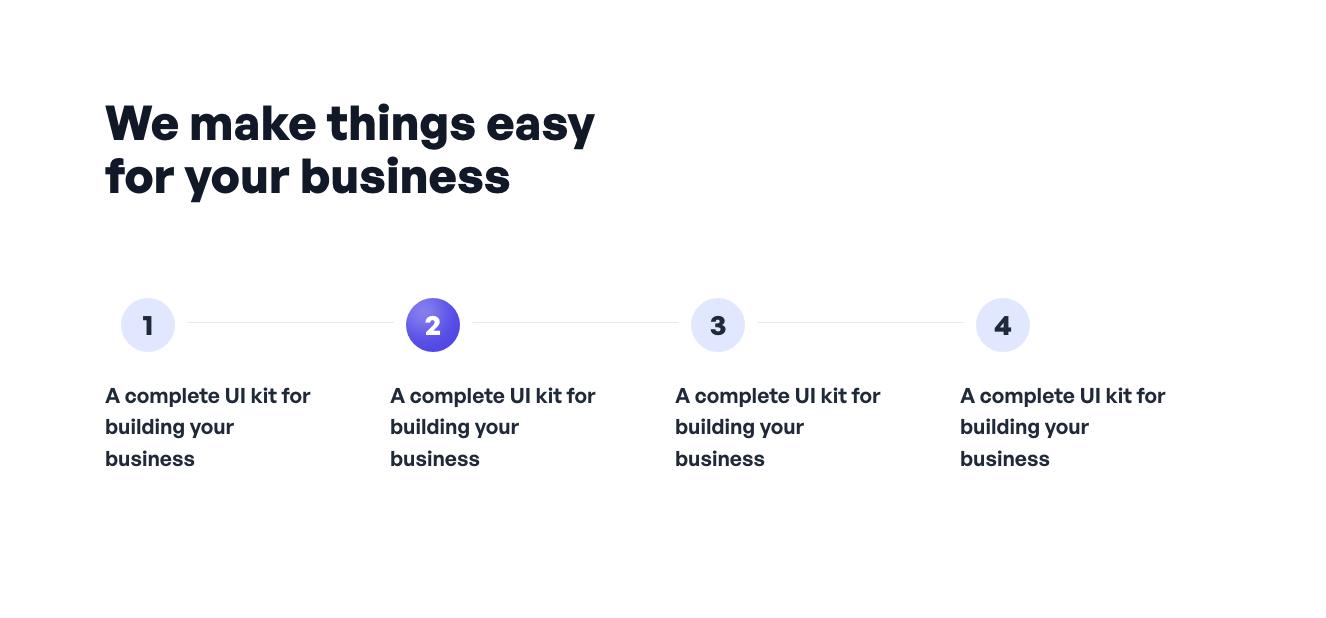 We make things easy
for your business
1
2
3
4
A complete UI kit for
building your
business
A complete UI kit for
building your
business
A complete UI kit for
building your
business
A complete UI kit for
building your
business